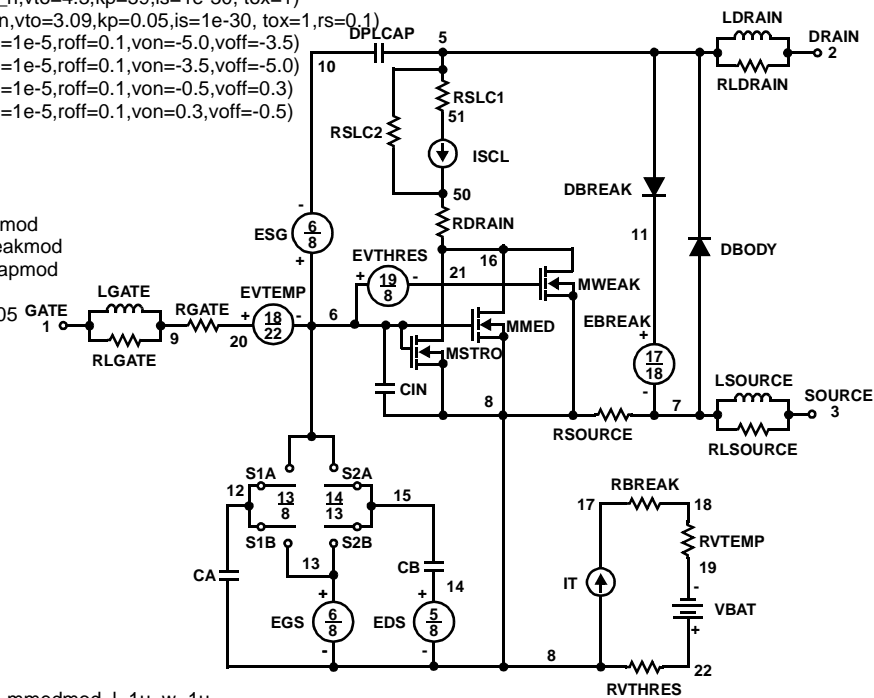 _n,vto=4.8,kp=39,is=1e-30, tox=1)
n,vto=3.09,kp=0.05,is=1e-30, tox=1,rs=0.1)
=1e-5,roff=0.1,von=-5.0,voff=-3.5)
=1e-5,roff=0.1,von=-3.5,voff=-5.0)
=1e-5,roff=0.1,von=-0.5,voff=0.3)
=1e-5,roff=0.1,von=0.3,voff=-0.5)
mod
eakmod
apmod
05
DPLCAP
10
5
LDRAIN
RLDRAIN
DRAIN
2
RSLC1
51
RSLC2
ISCL
50
RDRAIN
DBREAK
11
DBODY
-
ESG
6
8
+
EVTHRES
+
19
8
-
21
16
MWEAK
MMED
MSTRO
EBREAK
+
17
18
-
GATE
1
LGATE
RLGATE
9
RGATE
20
EVTEMP
+
18
22
-
6
CIN
8
RSOURCE
7
LSOURCE
RLSOURCE
SOURCE
3
S1A
S2A
12
13
8
14
13
15
S1B
S2B
13
CA
CB
14
+
EGS
6
8
-
+
EDS
5
8
-
8
17
RBREAK
18
RVTEMP
19
IT
-
VBAT
+
22
RVTHRES